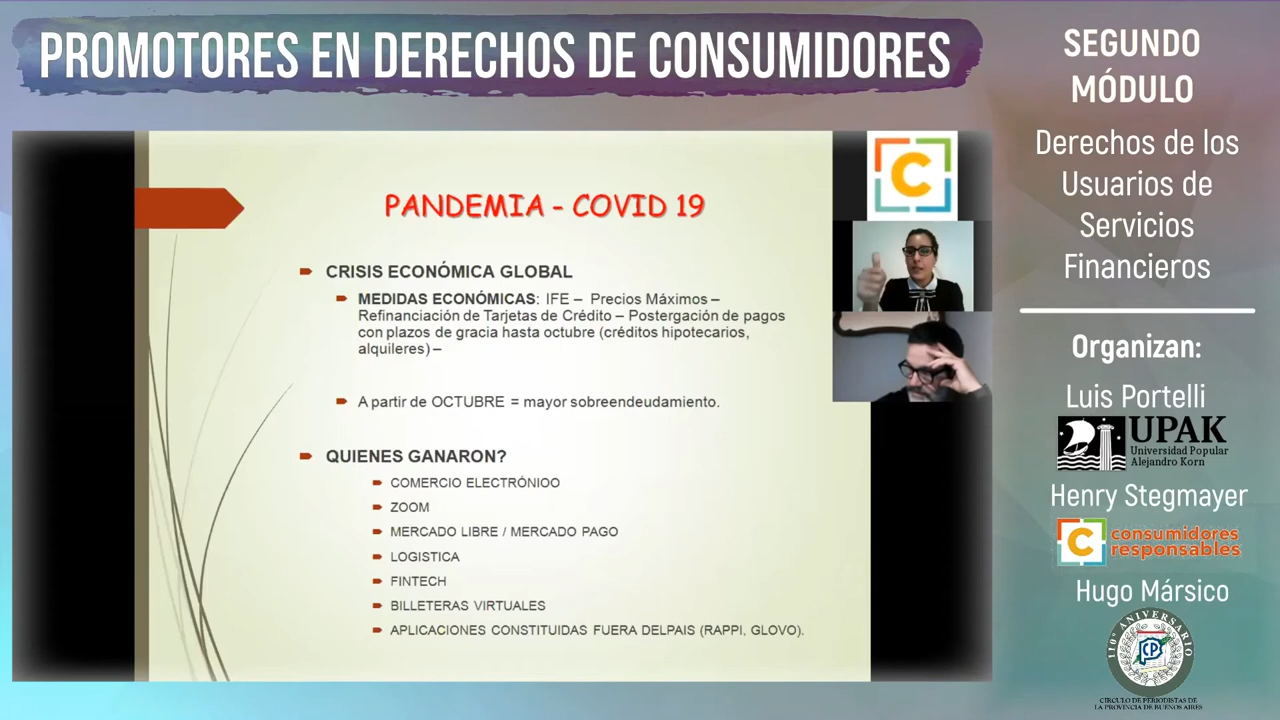 PROMOTORES EN DERECHOS DE CONSUMIDORES
PANDEMIA - COVID 19
CRISIS ECONÓMICA GLOBAL
MEDIDAS ECONÓMICAS: IFE – Precios Máximos –
Refinanciación de Tarjetas de Crédito – Postergación de pagos
con plazos de gracia hasta octubre (créditos hipotecarios,
alquileres) –
A partir de OCTUBRE = mayor sobreendeudamiento.
QUIENES GANARON?
COMERCIO ELECTRÓNIOO
ZOOM
MERCADO LIBRE / MERCADO PAGO
LOGISTICA
FINTECH
BILLETERAS VIRTUALES
APLICACIONES CONSTITUIDAS FUERA DELPAIS (RAPPI, GLOVO).
C
SEGUNDO
MÓDULO
Derechos de los
Usuarios de
Servicios
Financieros
Organizan:
Luis Portelli
UPAK
Universidad Popular
Alejandro Korn
Henry Stegmayer
C consumidores
responsables
Hugo Mársico
110º ANIVERSARIO
CP
CIRCULO DE PERIODISTAS DE
LA PROVINCIA DE BUENOS AIRES